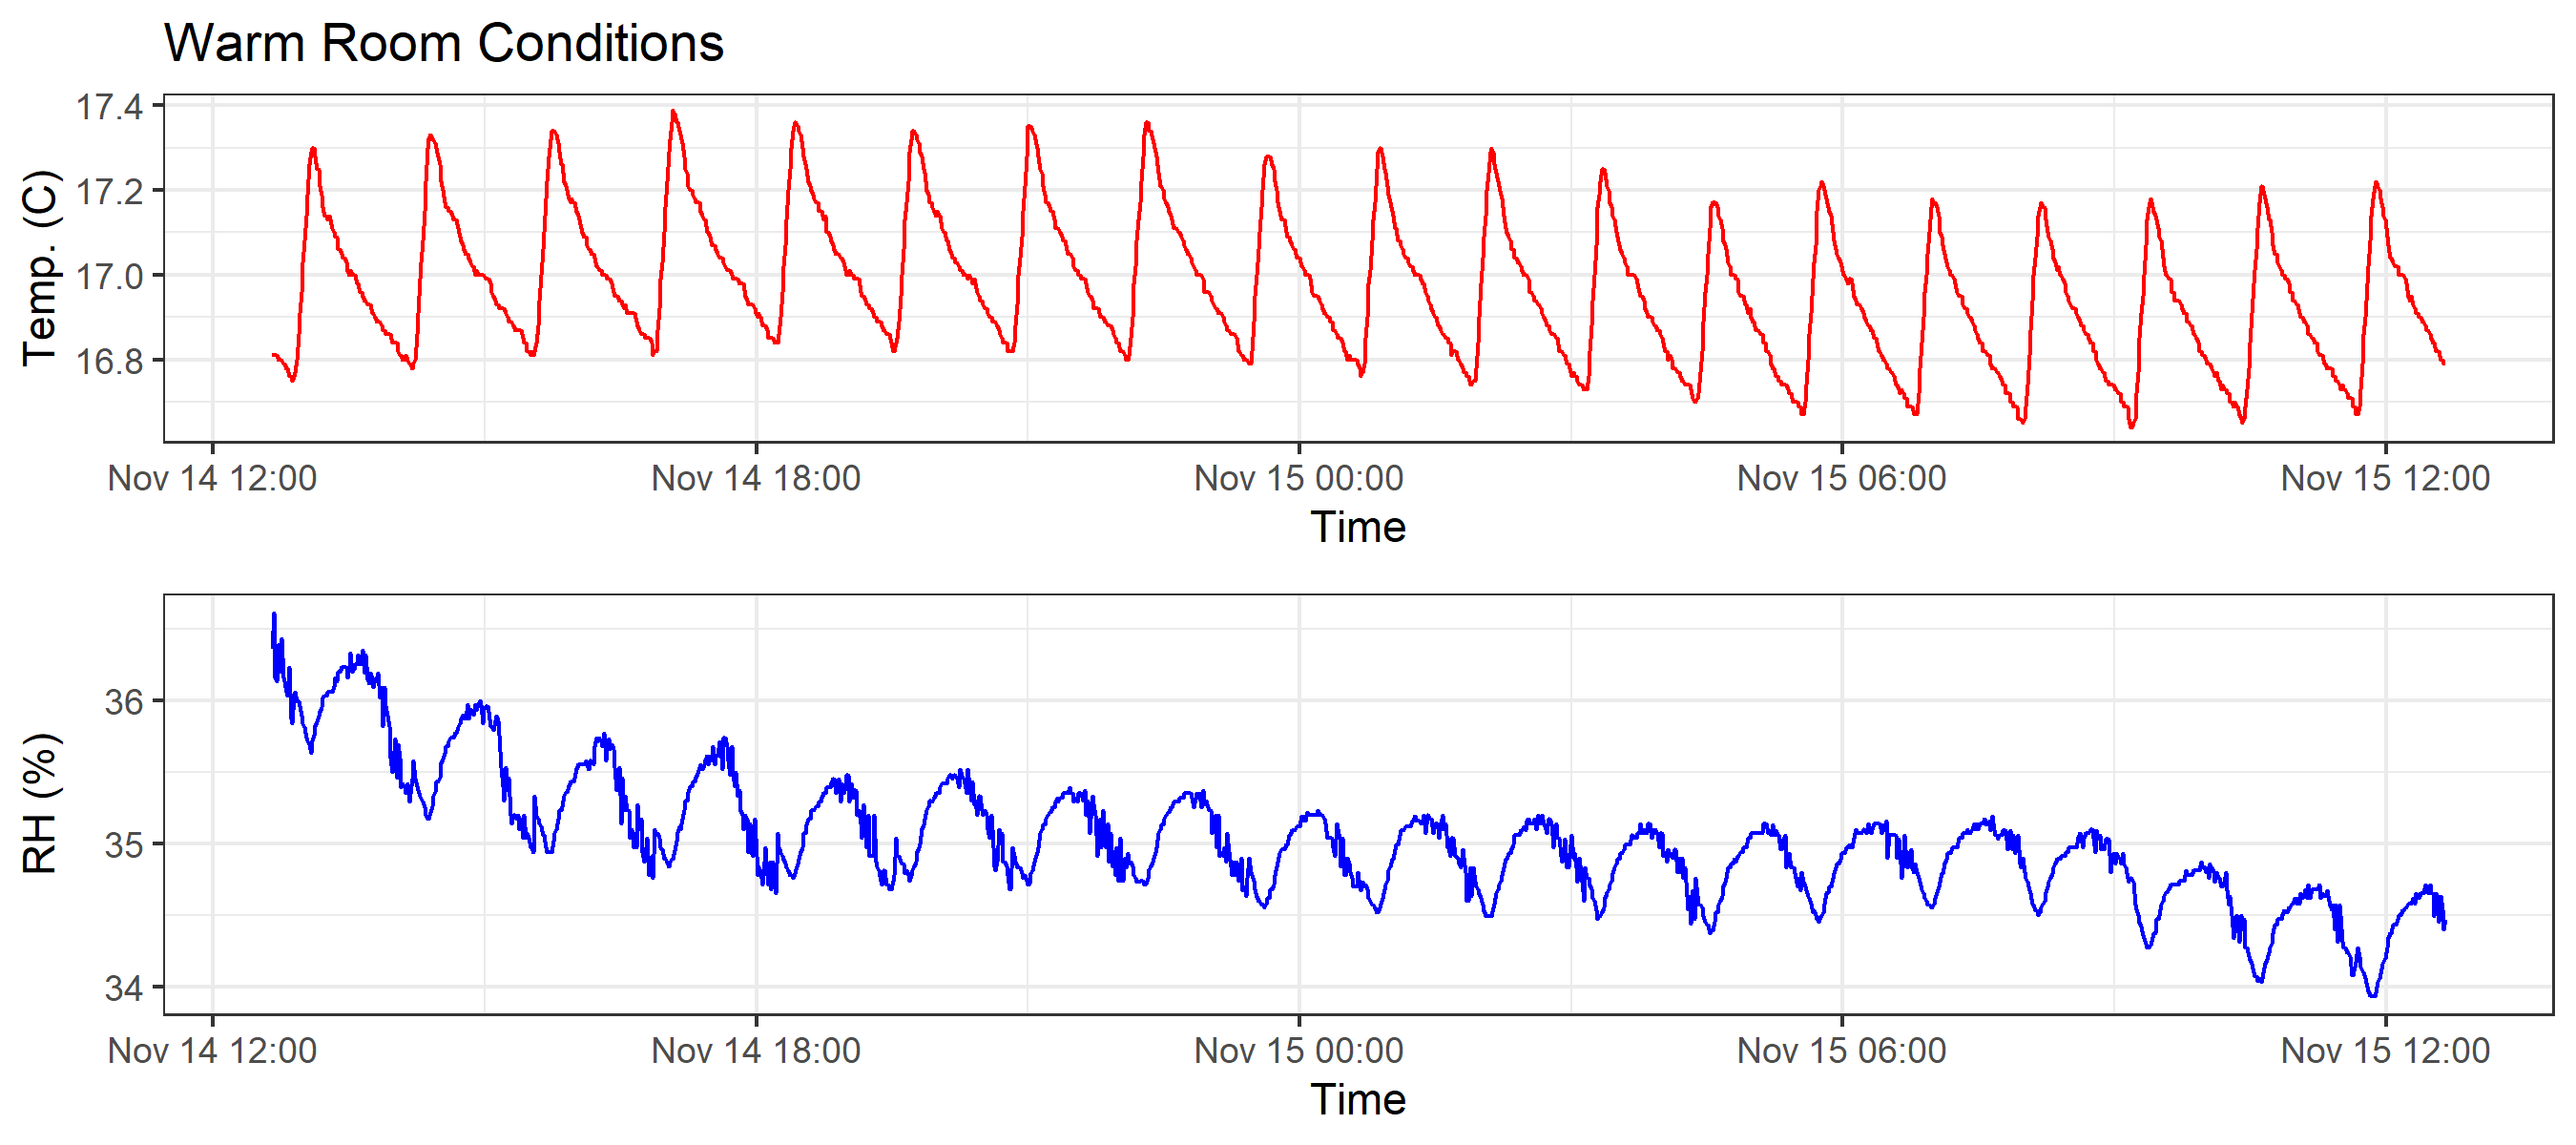 Warm Room Conditions
Temp. (C)
17.4
17.2
17.0
16.8
Nov 14 12:00 Nov 14 18:00 Nov 15 00:00 Nov 15 06:00 Nov 15 12:00
Time
RH (%)
36
35
34
Nov 14 12:00 Nov 14 18:00 Nov 15 00:00 Nov 15 06:00 Nov 15 12:00
Time